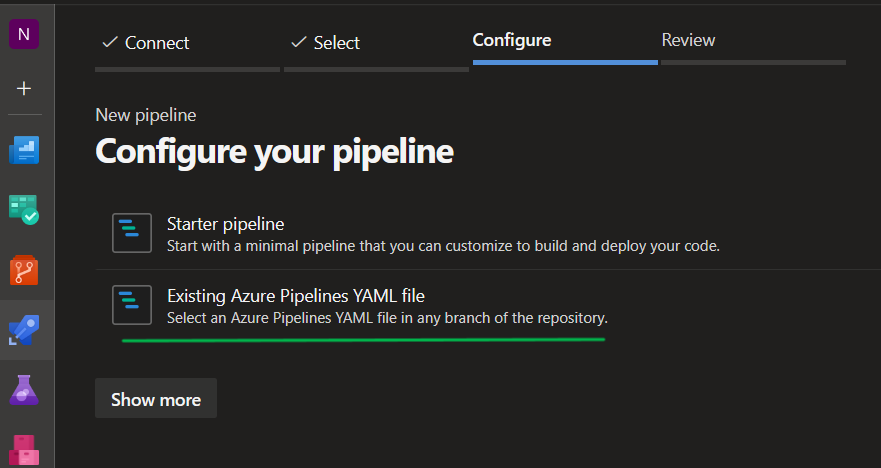 N
Connect
Select
Configure
Review
New pipeline
Configure your pipeline
Starter pipeline
Start with a minimal pipeline that you can customize to build and deploy your code.
Existing Azure Pipelines YAML file
Select an Azure Pipelines YAML file in any branch of the repository.
Show more